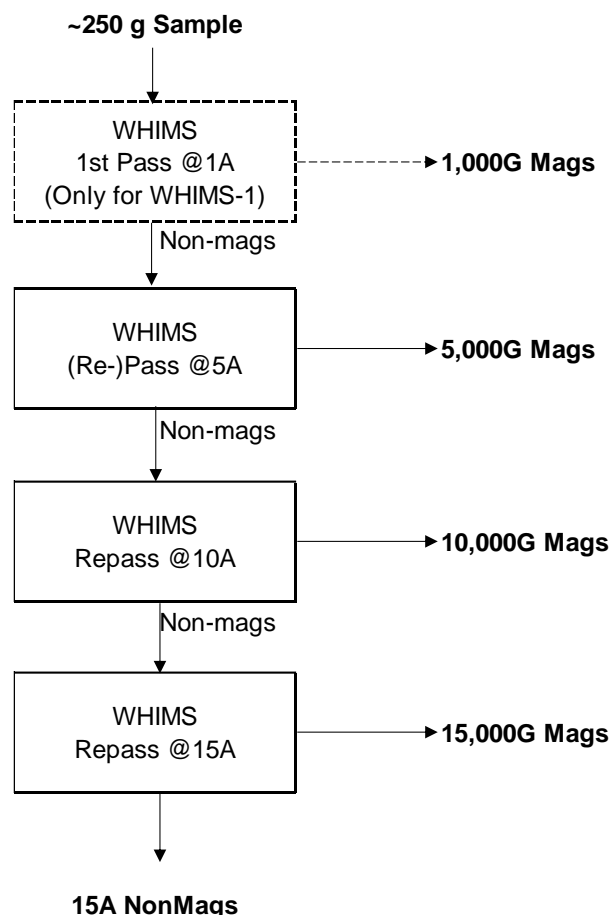 ~250 g Sample
WHIMS
1st Pass @1A
(Only for WHIMS-1)
1,000G Mags
Non-mags
WHIMS
(Re-)Pass @5A
5,000G Mags
Non-mags
WHIMS
Repass @10A
10,000G Mags
Non-mags
WHIMS
Repass @15A
15,000G Mags
15A NonMags